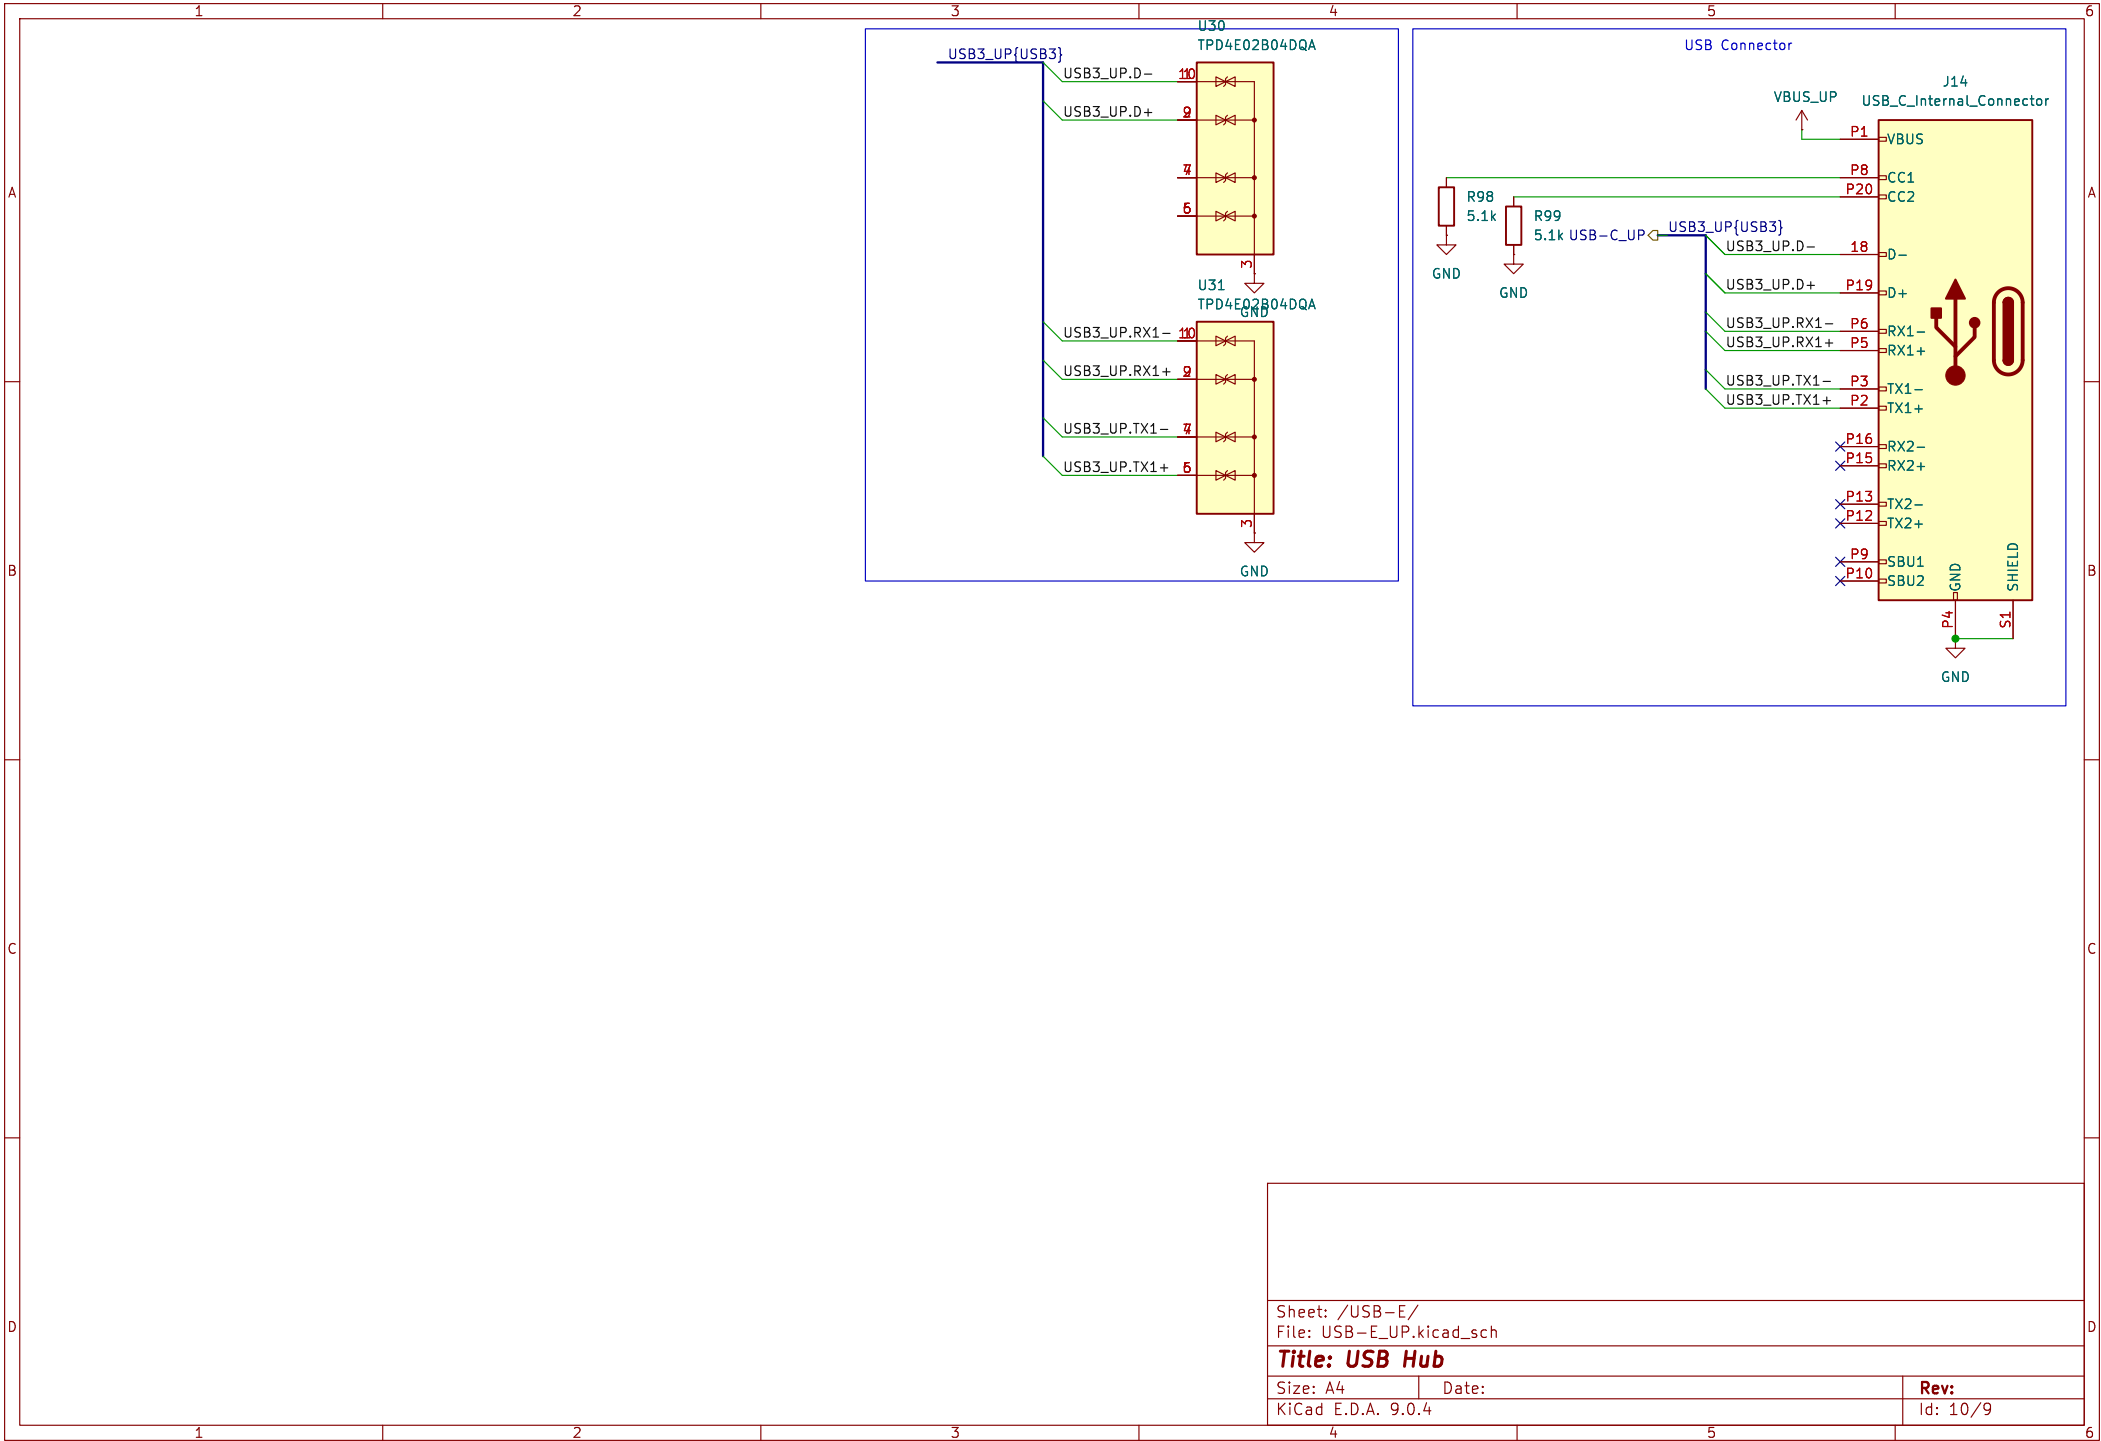 1 2 3 4 5 6
A
B
C
D
U30
TPD4E02B04DQA
USB3_UP{USB3}
USB3_UP.D-
10
USB3_UP.D+
3
GND
U31
TPD4E02B04DQA
USB3_UP.RX1-
10
USB3_UP.RX1+
USB3_UP.TX1-
USB3_UP.TX1+
3
GND
USB Connector
J14
USB_C_Internal_Connector
VBUS_UP
P1 VBUS
P8 CC1
P20 CC2
R98
5.1k
GND
R99
5.1k
GND
USB-C_UP
USB3_UP{USB3}
USB3_UP.D- 18 D-
USB3_UP.D+ P19 D+
USB3_UP.RX1- P6 RX1-
USB3_UP.RX1+ P5 RX1+
USB3_UP.TX1- P3 TX1-
USB3_UP.TX1+ P2 TX1+
P16 RX2-
P15 RX2+
P13 TX2-
P12 TX2+
P9 SBU1
P10 SBU2
GND
SHIELD
P4
S1
GND
A
B
C
D
Sheet: /USB-E/
File: USB-E_UP.kicad_sch
Title: USB Hub
Size: A4 Date: Rev:
KiCad E.D.A. 9.0.4 Id: 10/9
1 2 3 4 5 6